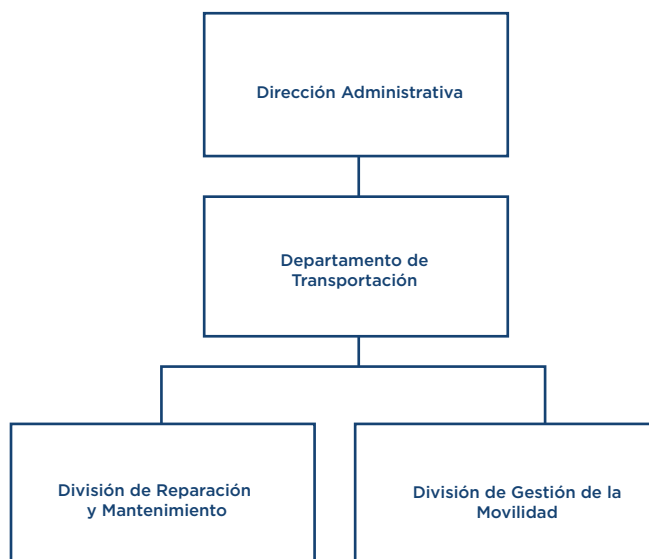 Dirección Administrativa
Departamento de
Transportación
División de Reparación
y Mantenimiento
División de Gestión de la
Movilidad